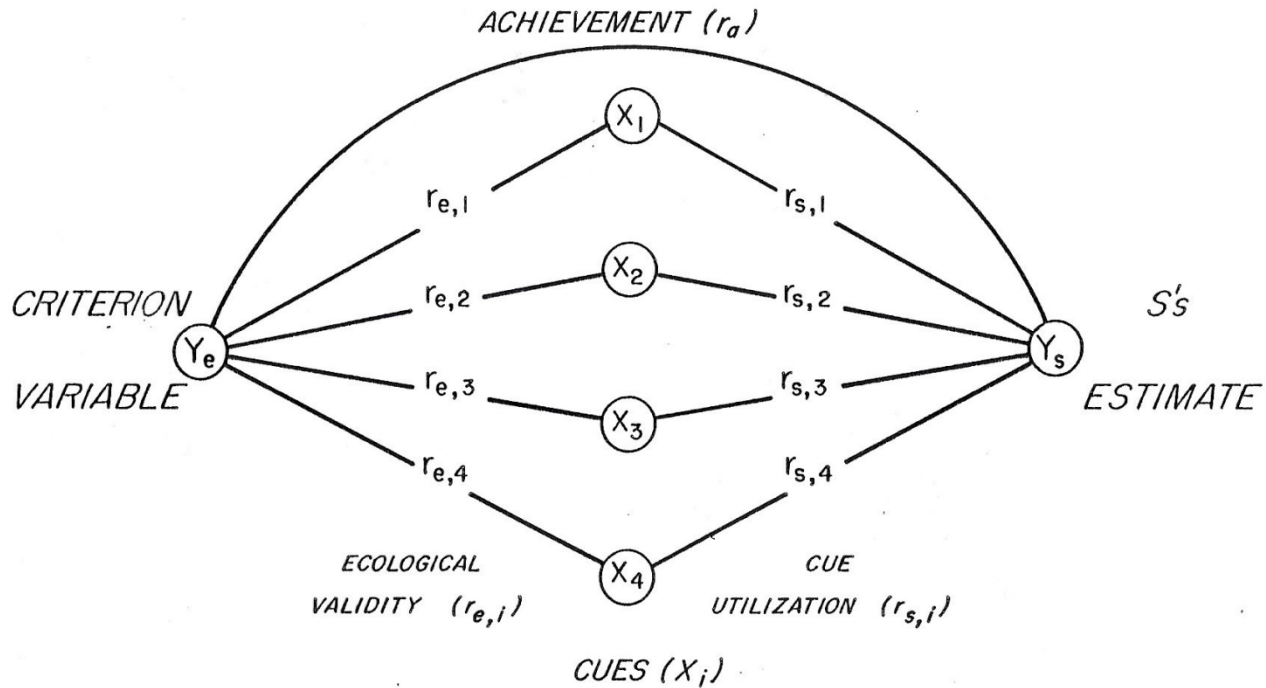 ACHIEVEMENT (ra)
X1
re,1
rs,1
X2
re,2
rs,2
CRITERION
S's
Ye
Ys
VARIABLE
re,3
rs,3
ESTIMATE
X3
re,4
rs,4
X4
ECOLOGICAL
CUE
VALIDITY (re,i)
UTILIZATION (rs,i)
CUES (Xi)